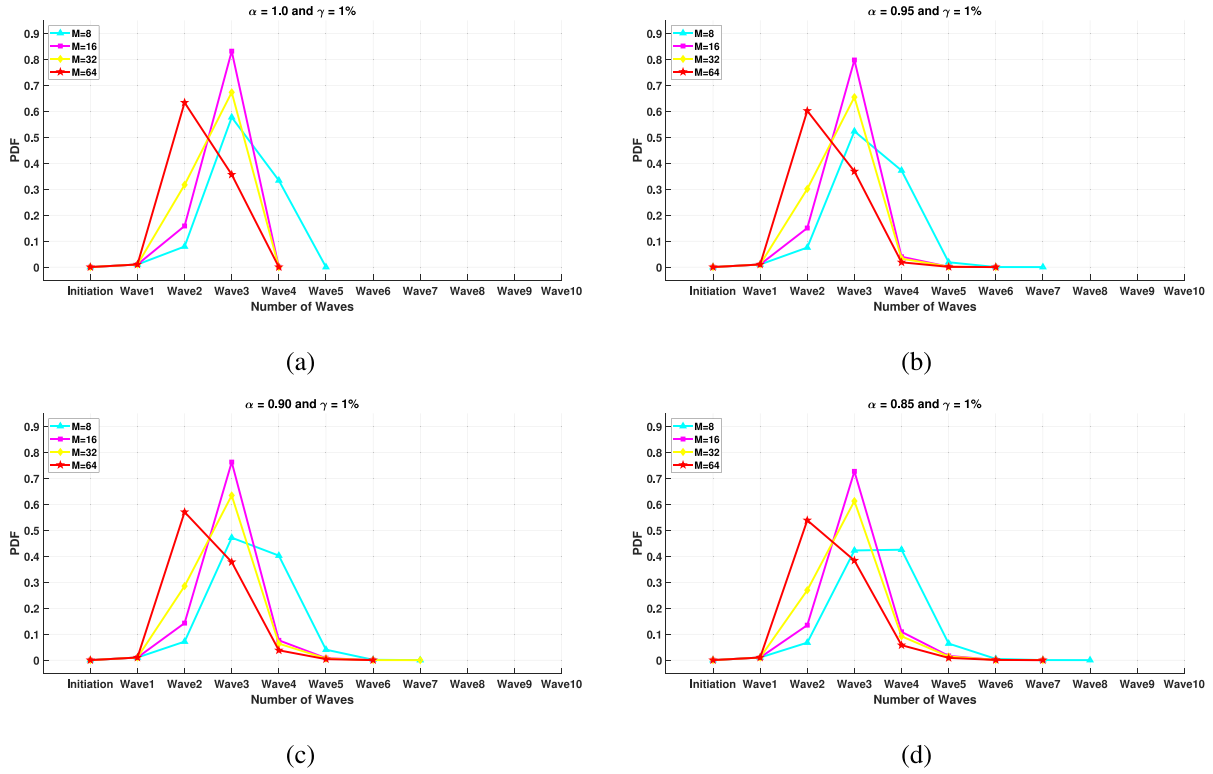 α = 1.0 and γ = 1%
M=8
M=16
M=32
M=64
0.9
0.8
0.7
0.6
0.5
0.4
0.3
0.2
0.1
0
PDF
Initiation Wave1 Wave2 Wave3 Wave4 Wave5 Wave6 Wave7 Wave8 Wave9 Wave10
Number of Waves
(a)
α = 0.95 and γ = 1%
M=8
M=16
M=32
M=64
0.9
0.8
0.7
0.6
0.5
0.4
0.3
0.2
0.1
0
PDF
Initiation Wave1 Wave2 Wave3 Wave4 Wave5 Wave6 Wave7 Wave8 Wave9 Wave10
Number of Waves
(b)
α = 0.90 and γ = 1%
M=8
M=16
M=32
M=64
0.9
0.8
0.7
0.6
0.5
0.4
0.3
0.2
0.1
0
PDF
Initiation Wave1 Wave2 Wave3 Wave4 Wave5 Wave6 Wave7 Wave8 Wave9 Wave10
Number of Waves
(c)
α = 0.85 and γ = 1%
M=8
M=16
M=32
M=64
0.9
0.8
0.7
0.6
0.5
0.4
0.3
0.2
0.1
0
PDF
Initiation Wave1 Wave2 Wave3 Wave4 Wave5 Wave6 Wave7 Wave8 Wave9 Wave10
Number of Waves
(d)